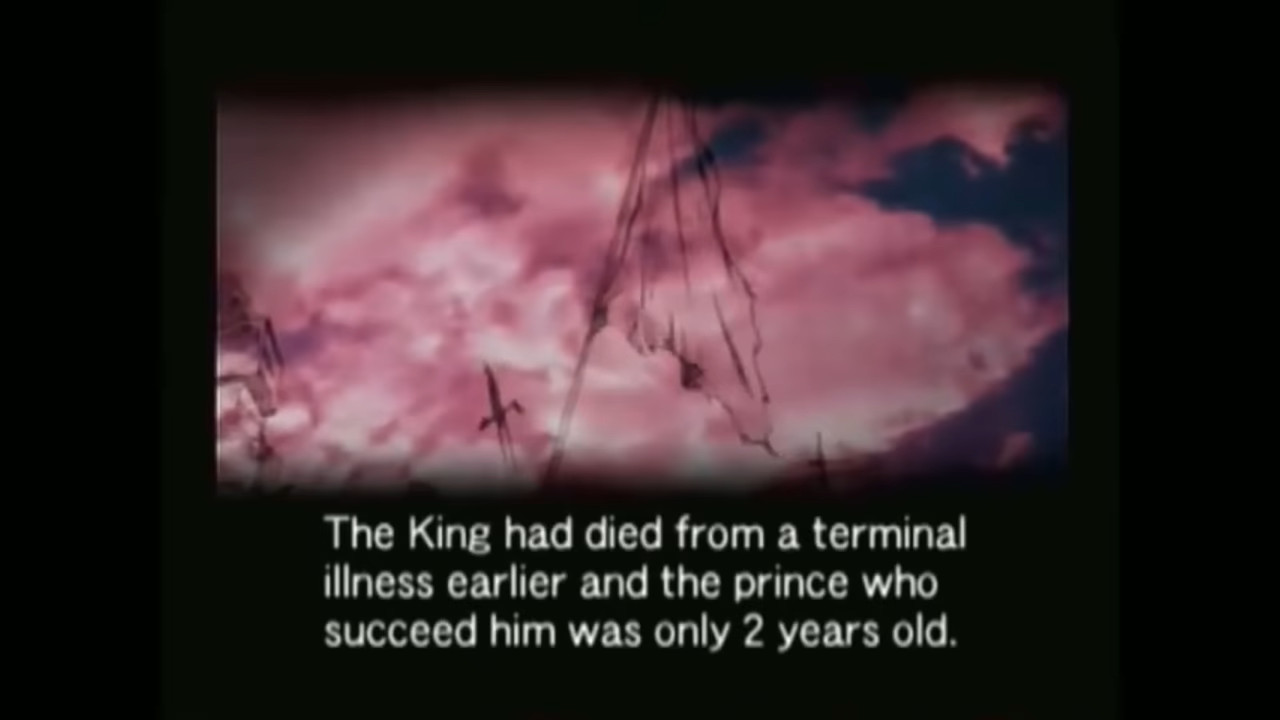 The King had died from a terminal
illness earlier and the prince who
succeed him was only 2 years old.